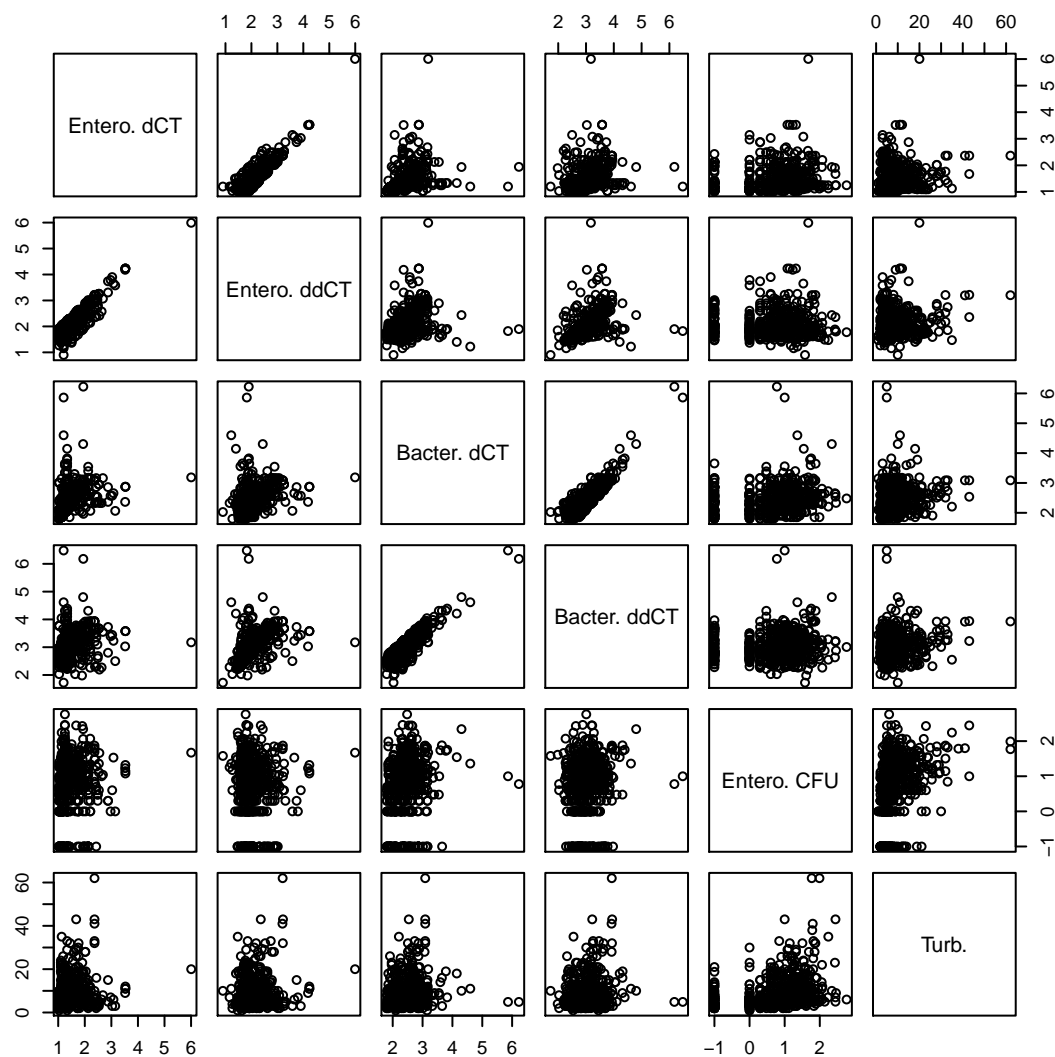 1 2 3 4 5 6
2 3 4 5 6
0 20 40 60
Entero. dCT
1 2 3 4 5 6
1 2 3 4 5 6
Entero. ddCT
Bacter. dCT
2 3 4 5 6
2 3 4 5 6
Bacter. ddCT
Entero. CFU
−1 0 1 2
0 20 40 60
Turb.
1 2 3 4 5 6
2 3 4 5 6
−1 0 1 2